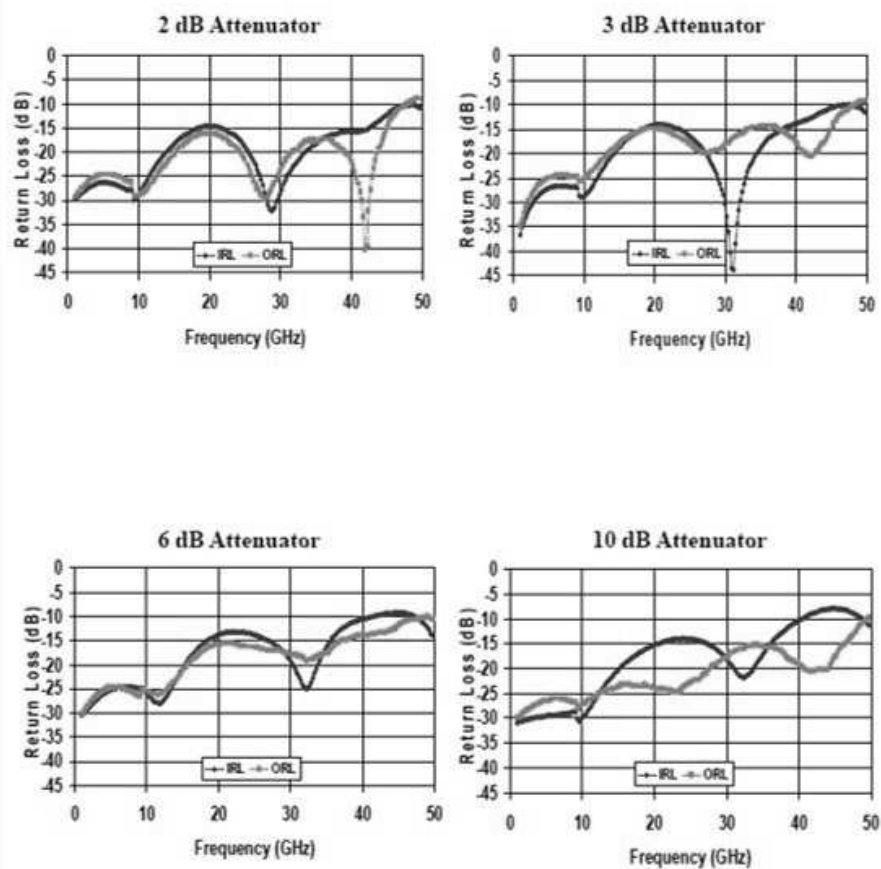 2 dB Attenuator
Return Loss (dB)
0
-5
-10
-15
-20
-25
-30
-35
-40
-45
IRL ORL
0 10 20 30 40 50
Frequency (GHz)
3 dB Attenuator
Return Loss (dB)
0
-5
-10
-15
-20
-25
-30
-35
-40
-45
IRL ORL
0 10 20 30 40 50
Frequency (GHz)
6 dB Attenuator
Return Loss (dB)
0
-5
-10
-15
-20
-25
-30
-35
-40
-45
IRL ORL
0 10 20 30 40 50
Frequency (GHz)
10 dB Attenuator
Return Loss (dB)
0
-5
-10
-15
-20
-25
-30
-35
-40
-45
IRL ORL
0 10 20 30 40 50
Frequency (GHz)